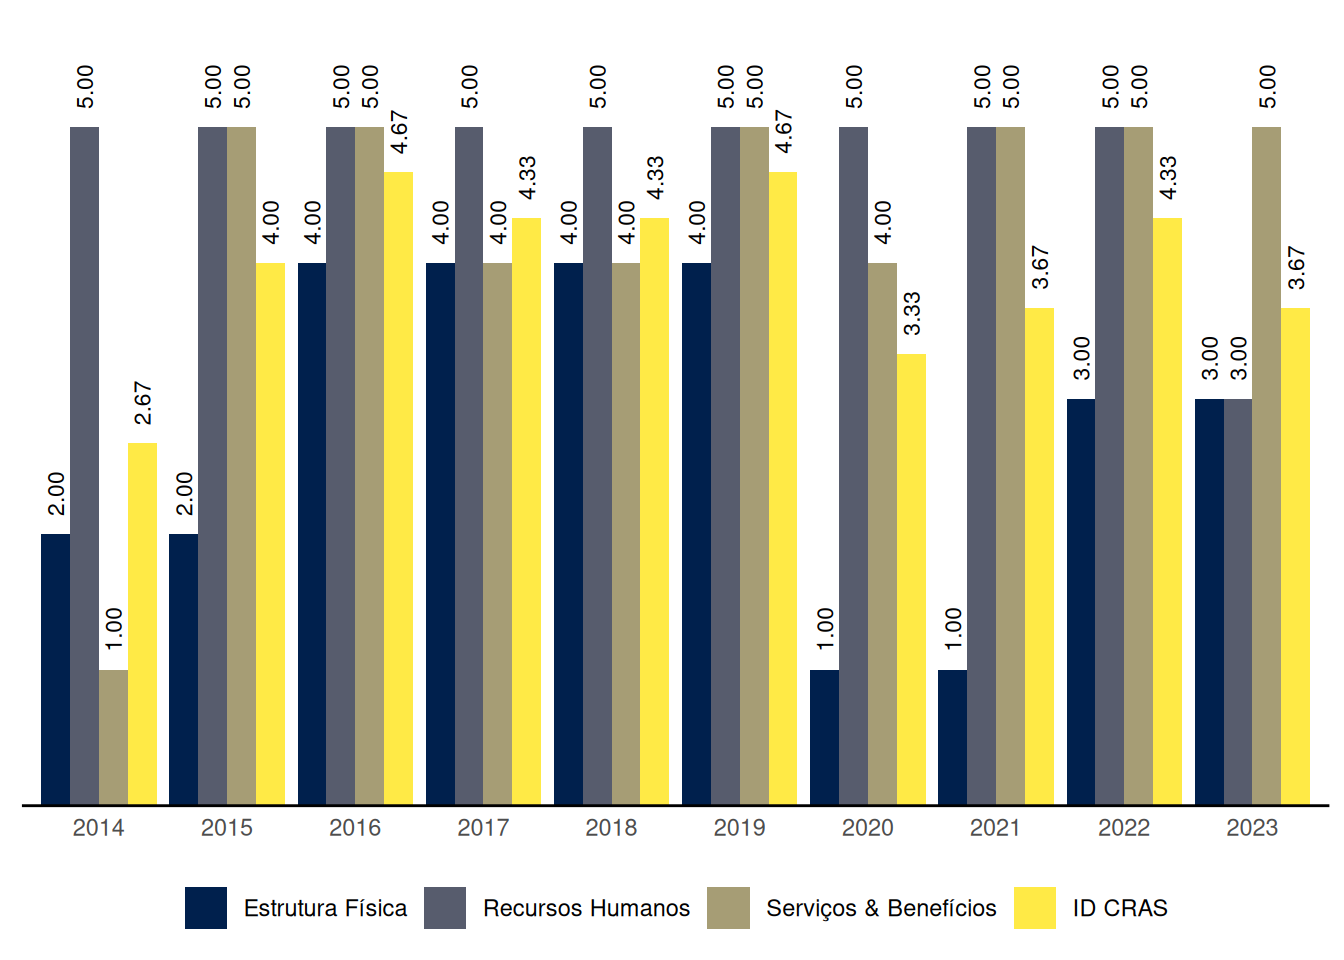 2.00 5.00 1.00 2.67
2.00 5.00 5.00 4.00
4.00 5.00 5.00 4.67
4.00 5.00 4.00 4.33
4.00 5.00 4.00 4.33
4.00 5.00 5.00 4.67
1.00 5.00 4.00 3.33
1.00 5.00 5.00 3.67
3.00 5.00 5.00 4.33
3.00 3.00 5.00 3.67
2014 2015 2016 2017 2018 2019 2020 2021 2022 2023
Estrutura Física Recursos Humanos Serviços & Benefícios ID CRAS